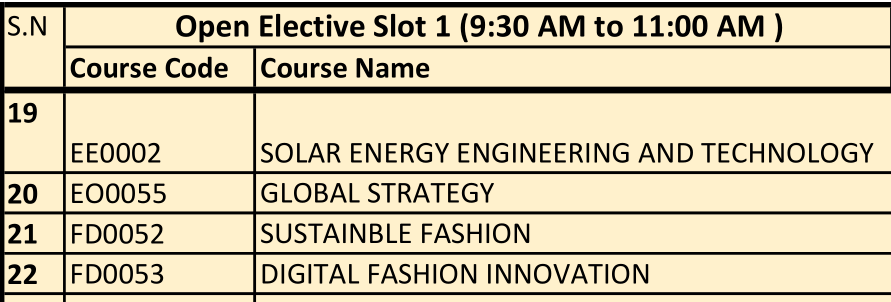 S.N Open Elective Slot 1 (9:30 AM to 11:00 AM )
Course Code Course Name
19
EE0002 SOLAR ENERGY ENGINEERING AND TECHNOLOGY
20 EO0055 GLOBAL STRATEGY
21 FD0052 SUSTAINBLE FASHION
22 FD0053 DIGITAL FASHION INNOVATION